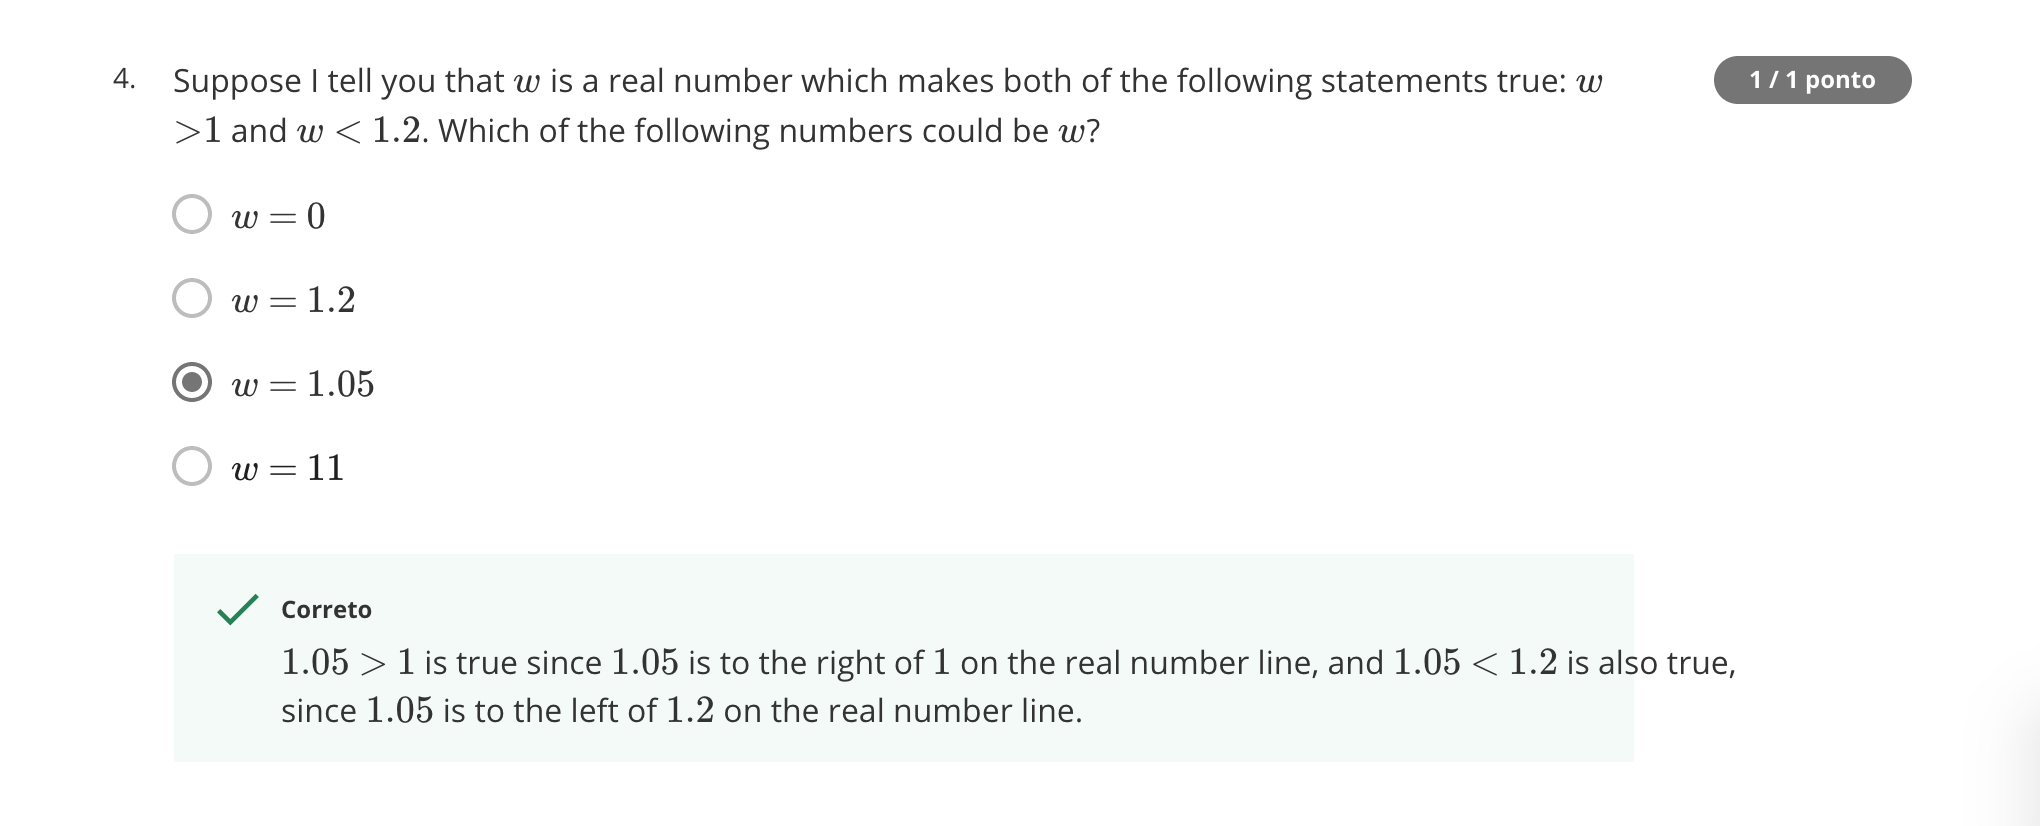 4. Suppose I tell you that w is a real number which makes both of the following statements true: w
>1 and w < 1.2. Which of the following numbers could be w?
1 / 1 ponto
w = 0
w = 1.2
w = 1.05
w = 11
Correto
1.05 > 1 is true since 1.05 is to the right of 1 on the real number line, and 1.05 < 1.2 is also true,
since 1.05 is to the left of 1.2 on the real number line.